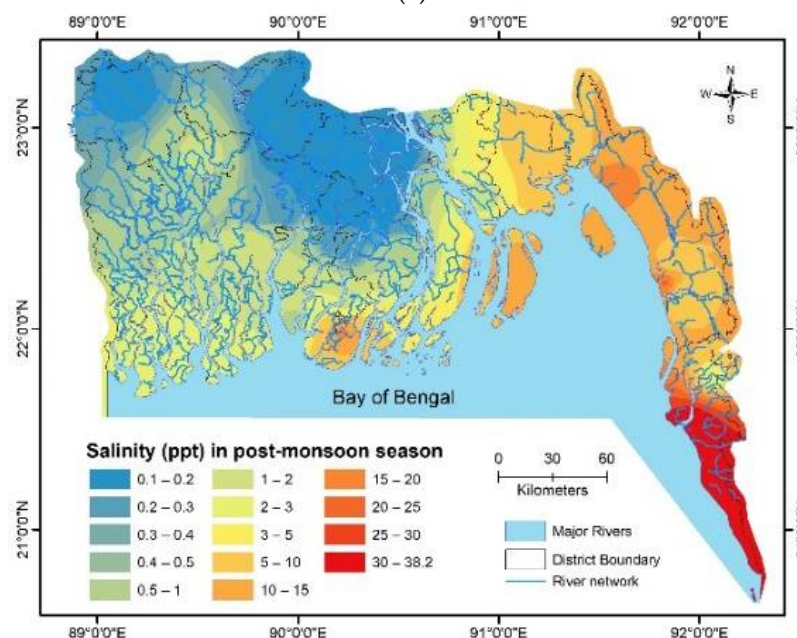 89°0'0"E 90°0'0"E 91°0'0"E 92°0'0"E
N
W E
S
23°0'0"N
22°0'0"N
21°0'0"N
Bay of Bengal
Salinity (ppt) in post-monsoon season
0.1 – 0.2
0.2 – 0.3
0.3 – 0.4
0.4 – 0.5
0.5 – 1
1 – 2
2 – 3
3 – 5
5 – 10
10 – 15
15 – 20
20 – 25
25 – 30
30 – 38.2
0 30 60
Kilometers
Major Rivers
District Boundary
River network
89°0'0"E 90°0'0"E 91°0'0"E 92°0'0"E